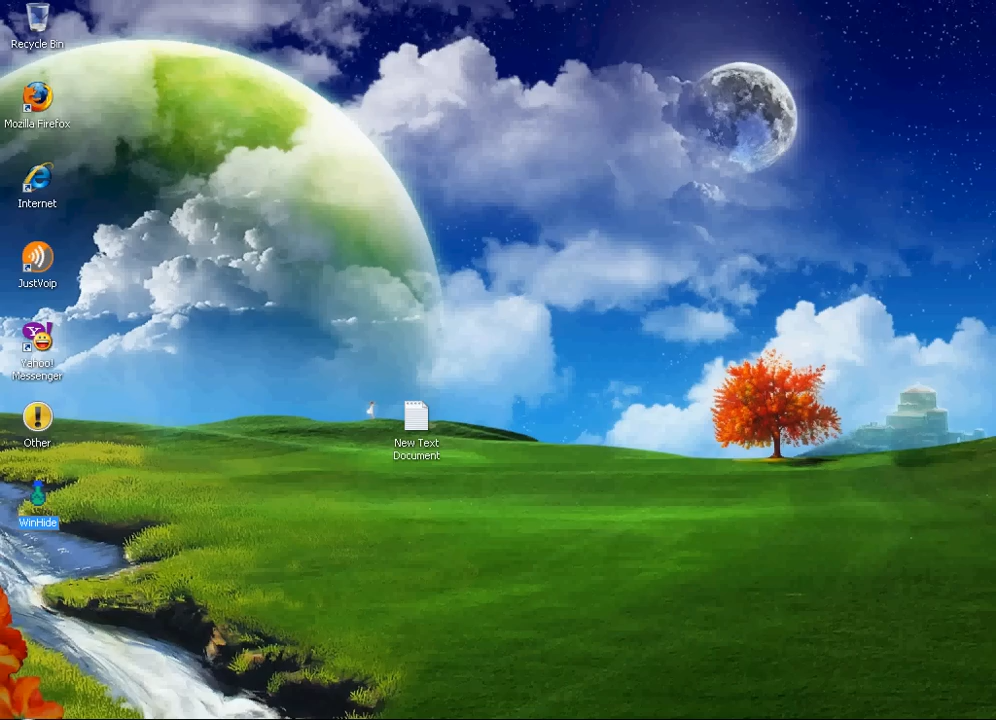 Recycle Bin
Mozilla Firefox
Internet
JustVoip
Yahoo!
Messenger
Other
New Text
Document
WinHide